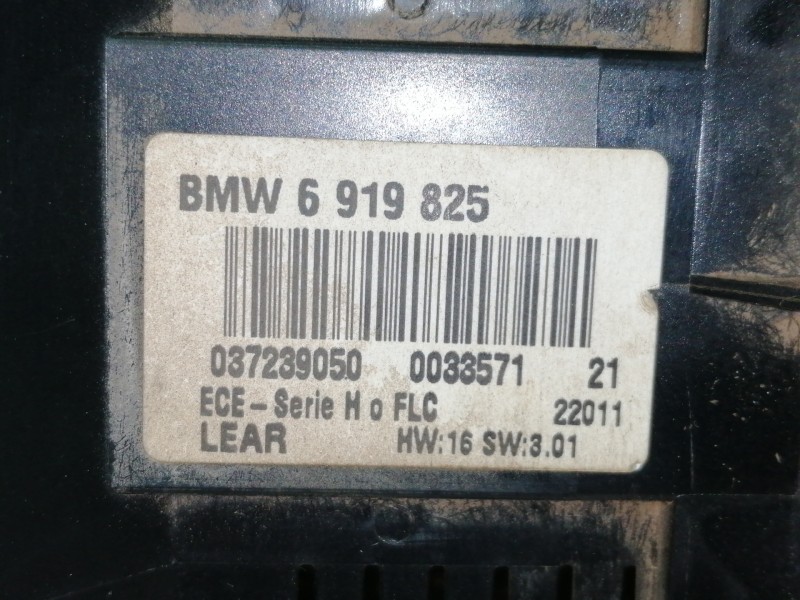 BMW 6 919 825
037239050 0033571 21
ECE-Serie H o FLC 22011
LEAR HW:16 SW:3.01